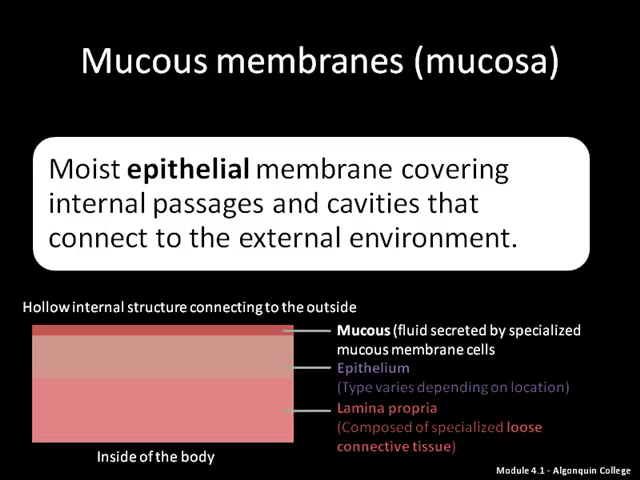 Mucous membranes (mucosa)
Moist epithelial membrane covering
internal passages and cavities that
connect to the external environment.
Hollow internal structure connecting to the outside
Mucous (fluid secreted by specialized
mucous membrane cells
Epithelium
(Type varies depending on location)
Lamina propria
(Composed of specialized loose
connective tissue)
Inside of the body
Module 4.1 - Algonquin College